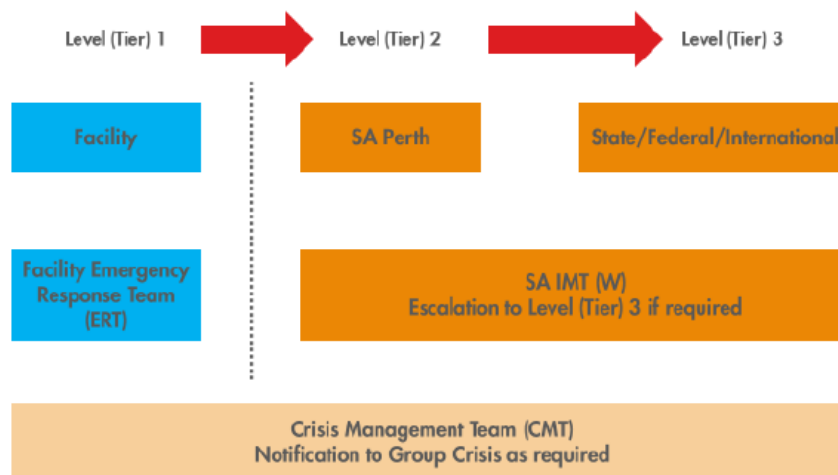 Level (Tier) 1
Level (Tier) 2
Level (Tier) 3
Facility
SA Perth
State/Federal/International
Facility Emergency
Response Team
(ERT)
SA IMT (W)
Escalation to Level (Tier) 3 if required
Crisis Management Team (CMT)
Notification to Group Crisis as required